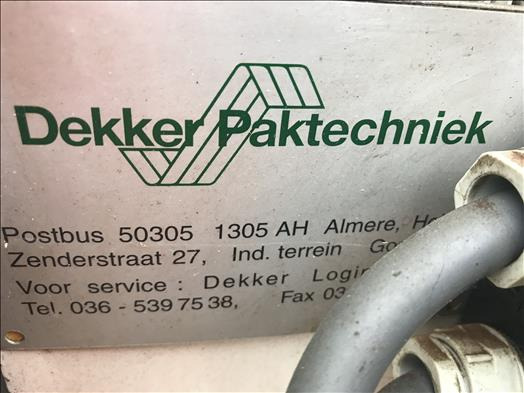 Dekker Paktechniek
Postbus 50305 1305 AH Almere,
Zenderstraat 27, Ind. terrein
Voor service : Dekker
Tel. 036 - 539 75 38, Fax